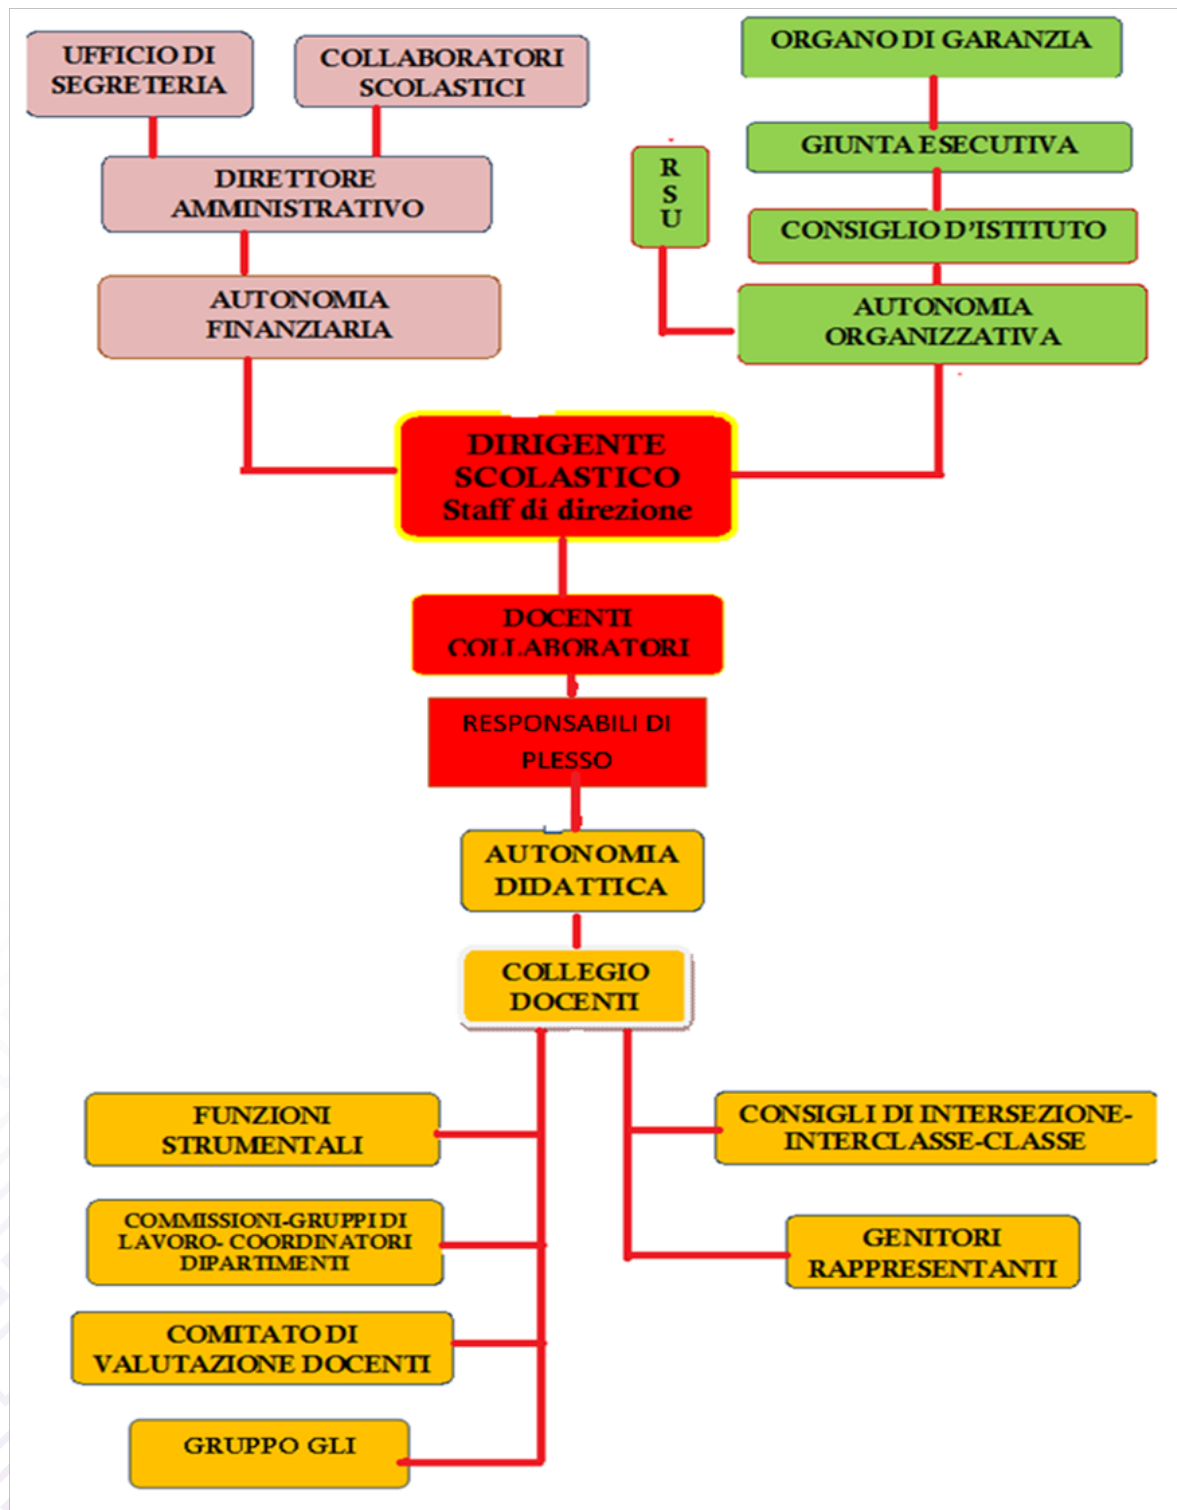 UFFICIO DI
SEGRETERIA
COLLABORATORI
SCOLASTICI
DIRETTORE
AMMINISTRATIVO
AUTONOMIA
FINANZIARIA
ORGANO DI GARANZIA
GIUNTA ESECUTIVA
R
S
U
CONSIGLIO D'ISTITUTO
AUTONOMIA
ORGANIZZATIVA
DIRIGENTE
SCOLASTICO
Staff di direzione
DOCENTI
COLLABORATORI
RESPONSABILI DI
PLESSO
AUTONOMIA
DIDATTICA
COLLEGIO
DOCENTI
FUNZIONI
STRUMENTALI
COMMISSIONI-GRUPPI DI
LAVORO- COORDINATORI
DIPARTIMENTI
COMITATO DI
VALUTAZIONE DOCENTI
GRUPPO GLI
CONSIGLI DI INTERSEZIONE-
INTERCLASSE-CLASSE
GENITORI
RAPPRESENTANTI